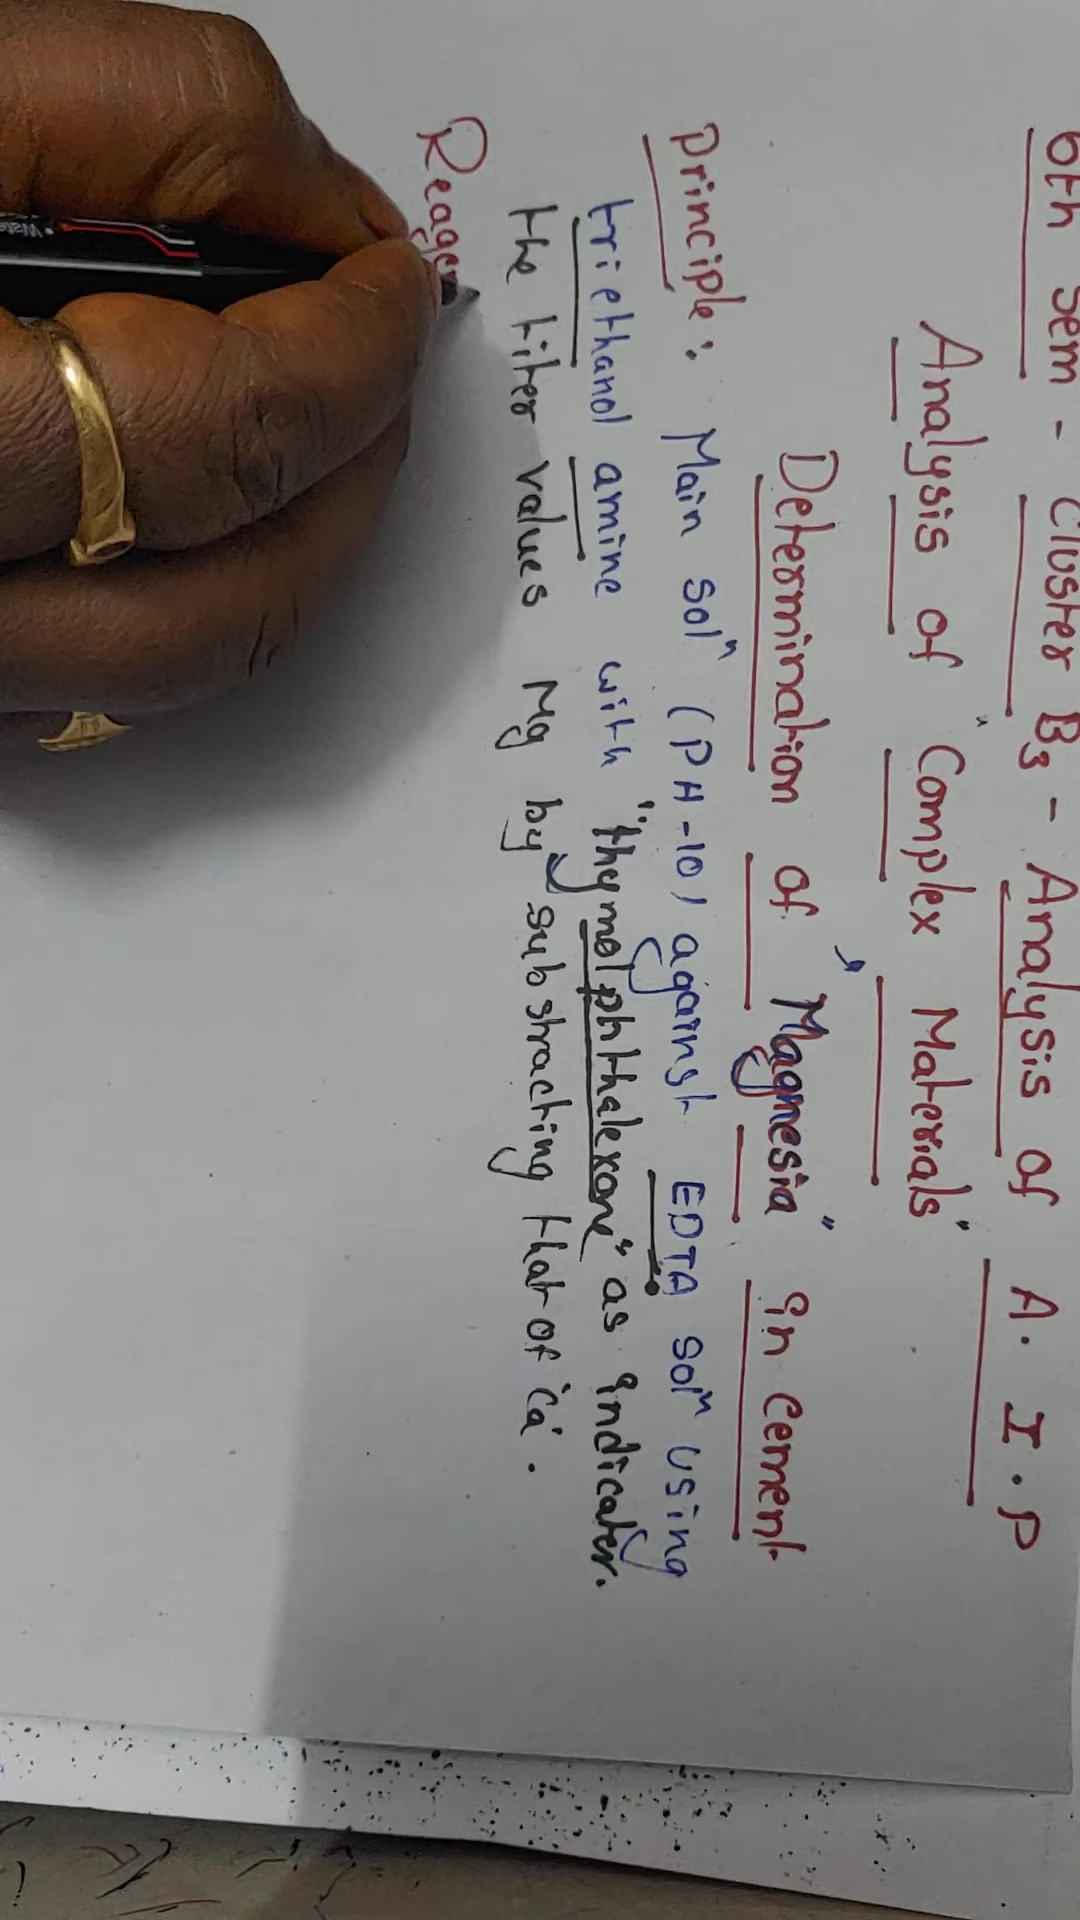 6th Sem - Cluster B3 - Analysis of A.I.P
Analysis of "Complex Materials"
Determination of "Magnesia" in cement
Principle: Main solⁿ (PH-10) against EDTA solⁿ using
triethanol amine with "thymolphthalexone" as indicater.
the titer values Mg by substracting that of 'ca'.
Reagen